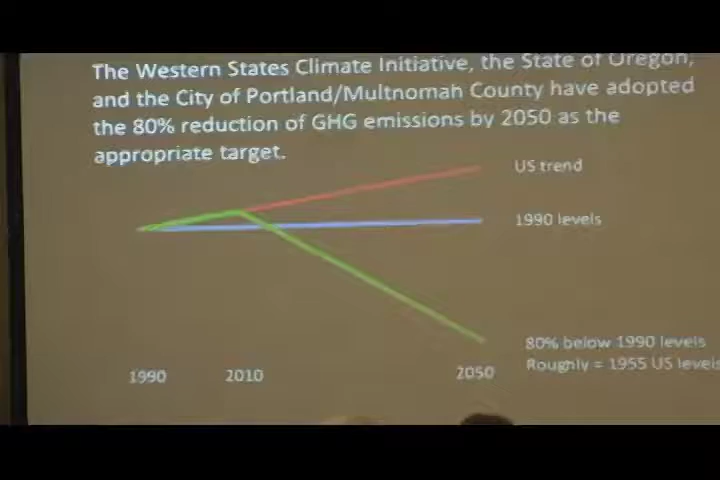 The Western States Climate Initiative, the State of Oregon,
and the City of Portland/Multnomah County have adopted
the 80% reduction of GHG emissions by 2050 as the
appropriate target.
US trend
1990 levels
80% below 1990 levels
Roughly = 1955 US levels
1990 2010 2050